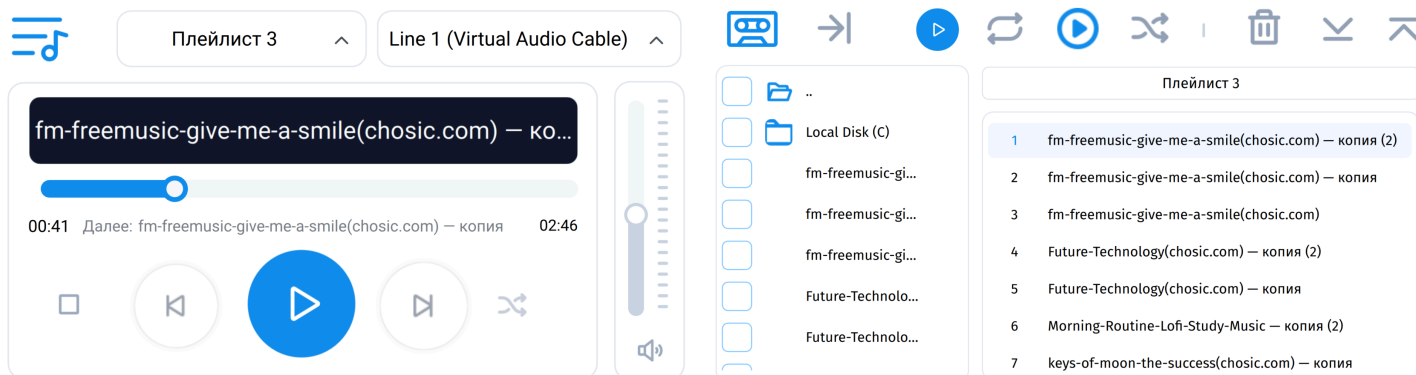 Плейлист 3
Line 1 (Virtual Audio Cable)
fm-freemusic-give-me-a-smile(chosic.com) — ко...
00:41 Далее: fm-freemusic-give-me-a-smile(chosic.com) — копия 02:46
..
Local Disk (C)
fm-freemusic-gi...
fm-freemusic-gi...
fm-freemusic-gi...
Future-Technolo...
Future-Technolo...
Плейлист 3
1 fm-freemusic-give-me-a-smile(chosic.com) — копия (2)
2 fm-freemusic-give-me-a-smile(chosic.com) — копия
3 fm-freemusic-give-me-a-smile(chosic.com)
4 Future-Technology(chosic.com) — копия (2)
5 Future-Technology(chosic.com) — копия
6 Morning-Routine-Lofi-Study-Music — копия (2)
7 keys-of-moon-the-success(chosic.com) — копия